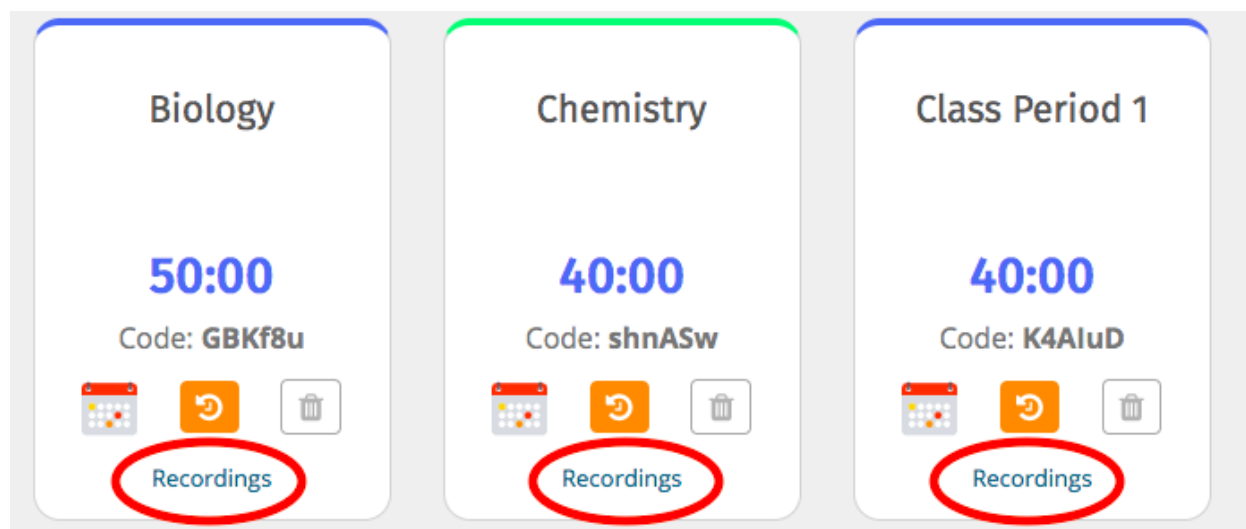 Biology
50:00
Code: GBKf8u
Recordings
Chemistry
40:00
Code: shnASw
Recordings
Class Period 1
40:00
Code: K4AIuD
Recordings